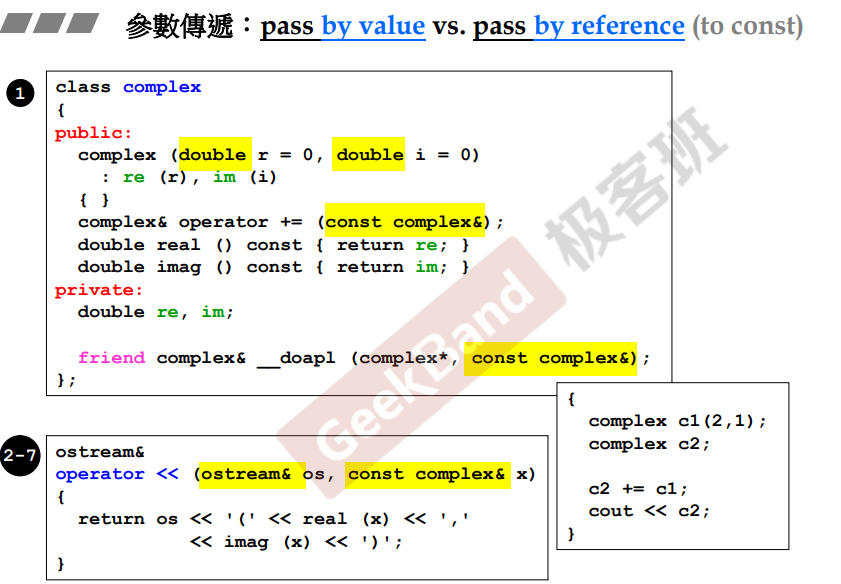 參數傳遞：pass by value vs. pass by reference (to const)
1
class complex
{
public:
  complex (double r = 0, double i = 0)
    : re (r), im (i)
  { }
  complex& operator += (const complex&);
  double real () const { return re; }
  double imag () const { return im; }
private:
  double re, im;
  friend complex& __doapl (complex*, const complex&);
};
{
  complex c1(2,1);
  complex c2;
  c2 += c1;
  cout << c2;
}
2-7
ostream&
operator << (ostream& os, const complex& x)
{
  return os << '(' << real (x) << ','
            << imag (x) << ')';
}
GeekBand 极客班